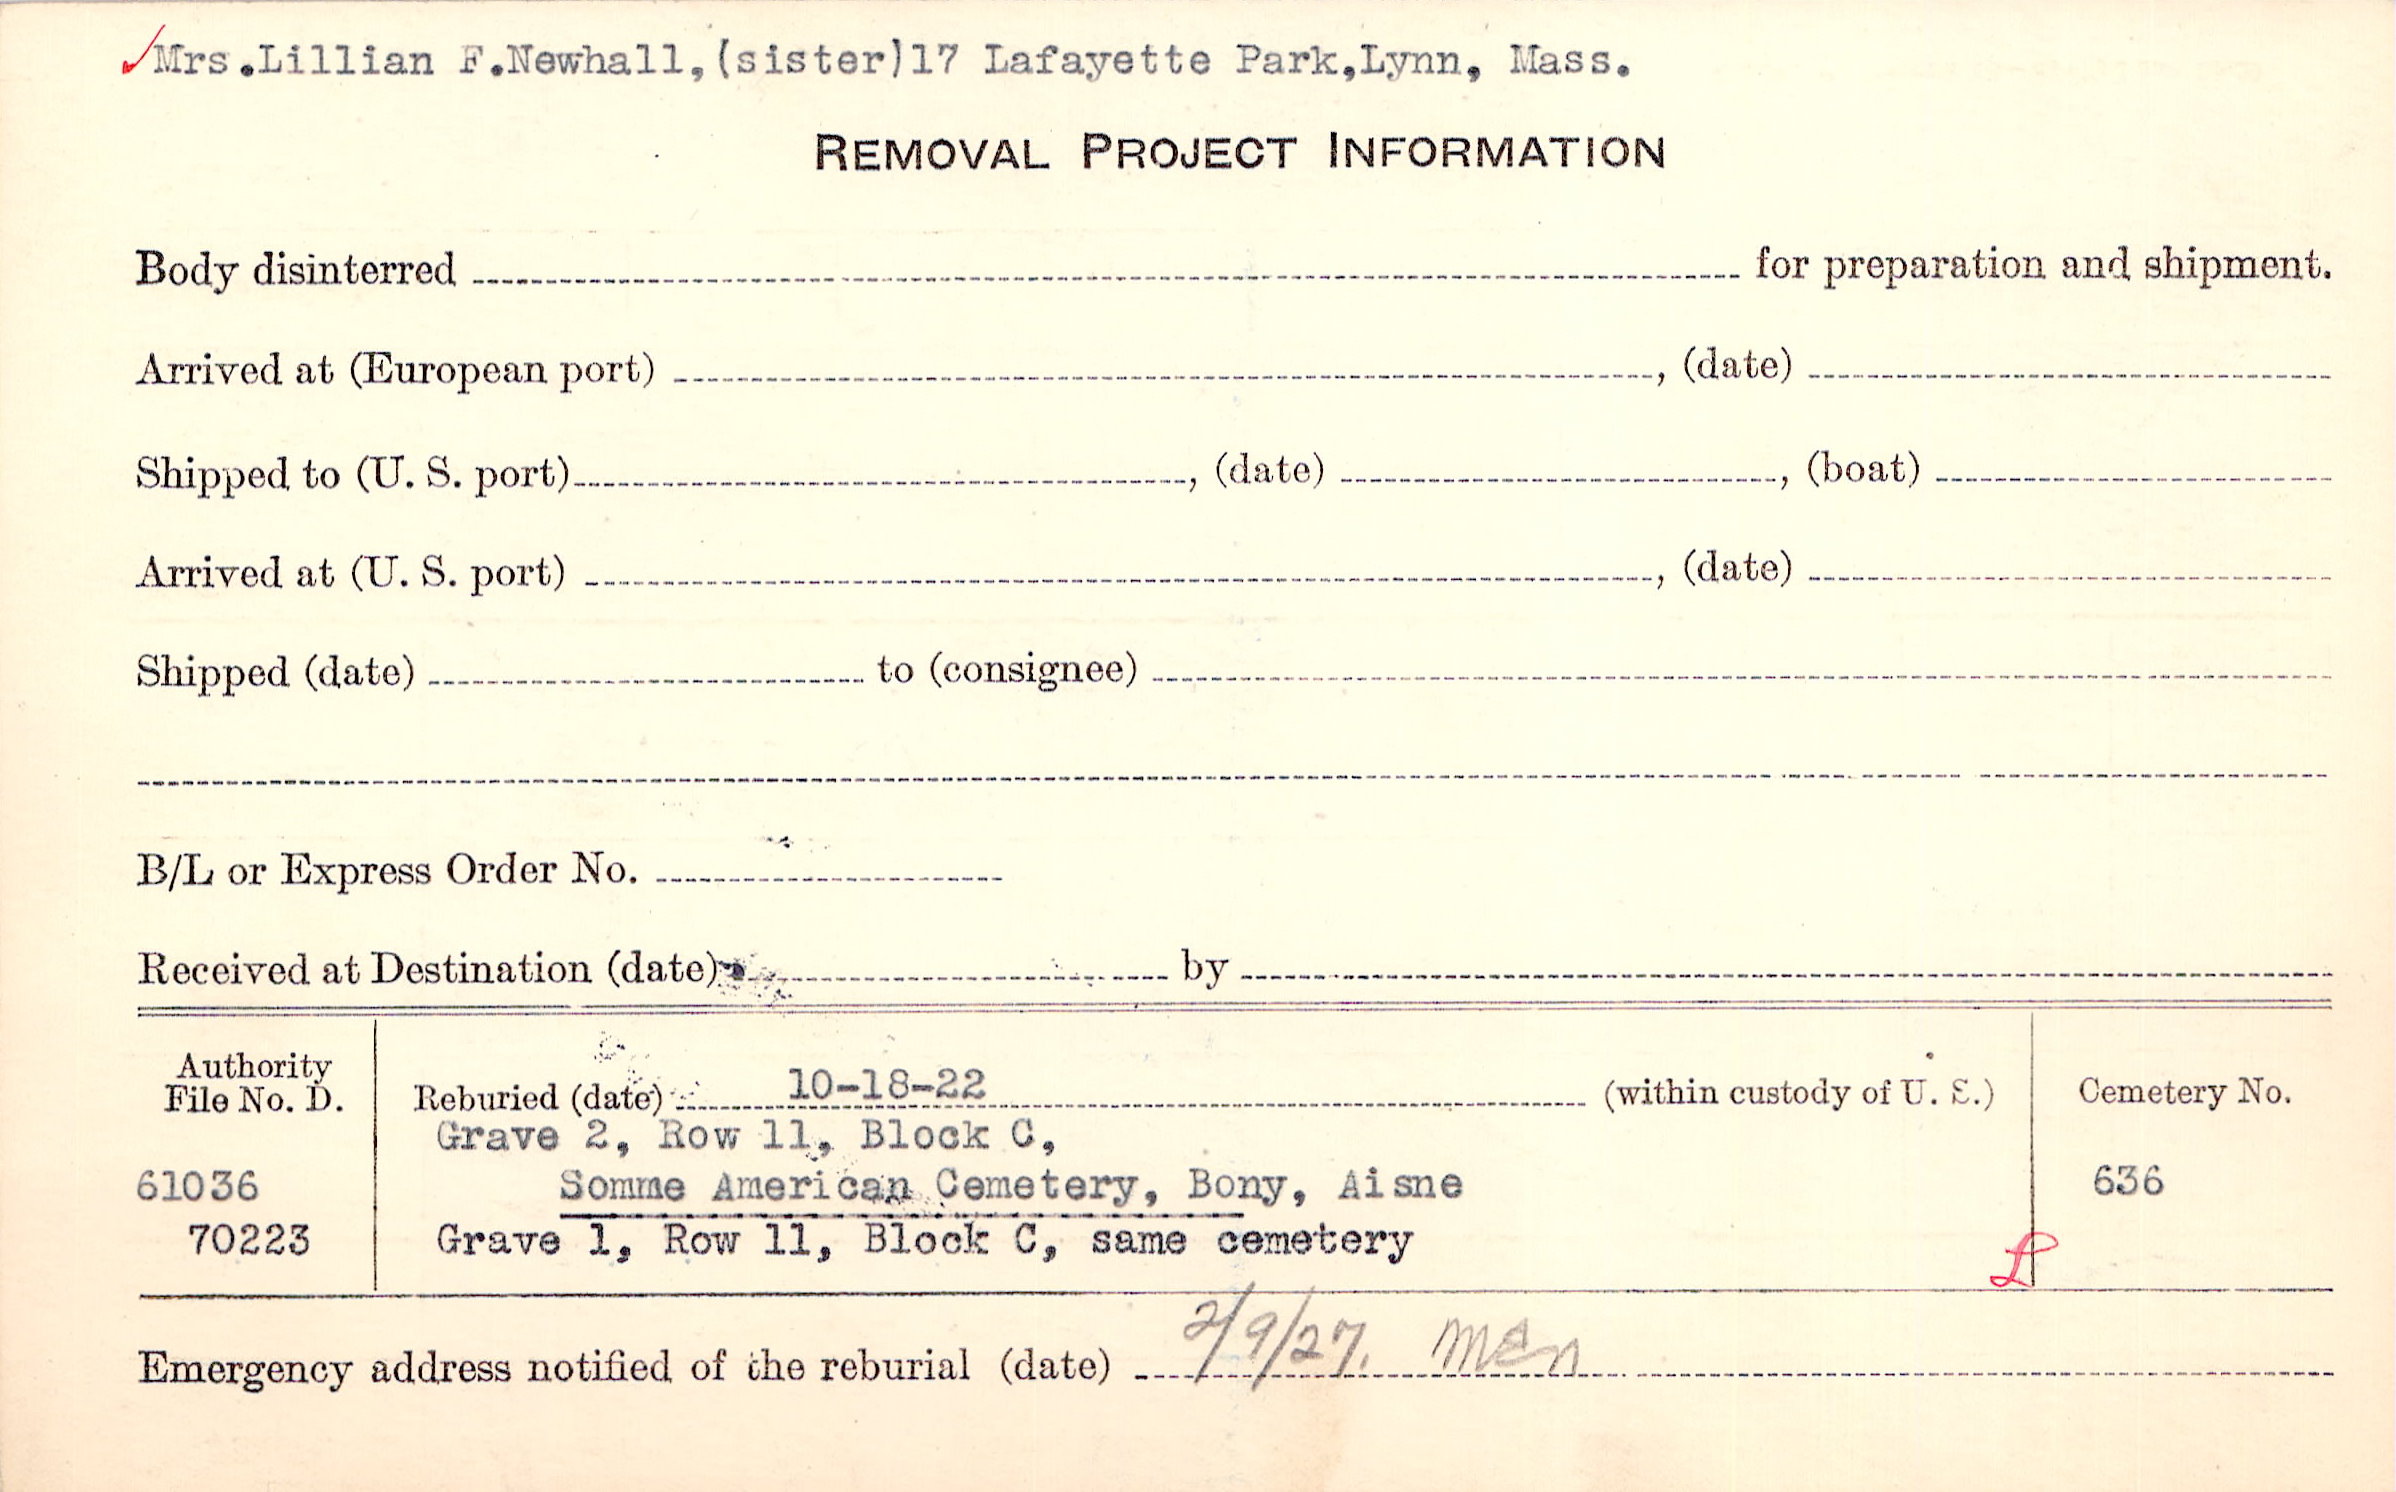 Mrs.Lillian F.Newhall,(sister)17 Lafayette Park,Lynn, Mass.
REMOVAL PROJECT INFORMATION
Body disinterred for preparation and shipment.
Arrived at (European port) , (date)
Shipped to (U. S. port) , (date) , (boat)
Arrived at (U. S. port) , (date)
Shipped (date) to (consignee)
B/L or Express Order No.
Received at Destination (date) by
Authority
File No. D.
61036
70223
Reburied (date) 10-18-22 (within custody of U. S.)
Grave 2, Row 11, Block C,
Somme American Cemetery, Bony, Aisne
Grave 1, Row 11, Block C, same cemetery
Cemetery No.
636
Emergency address notified of the reburial (date) 2/9/27.